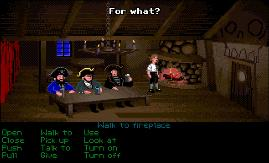 For what?
Walk to fireplace
Open Walk to Use
Close Pick up Look at
Push Talk to Turn on
Pull Give Turn off